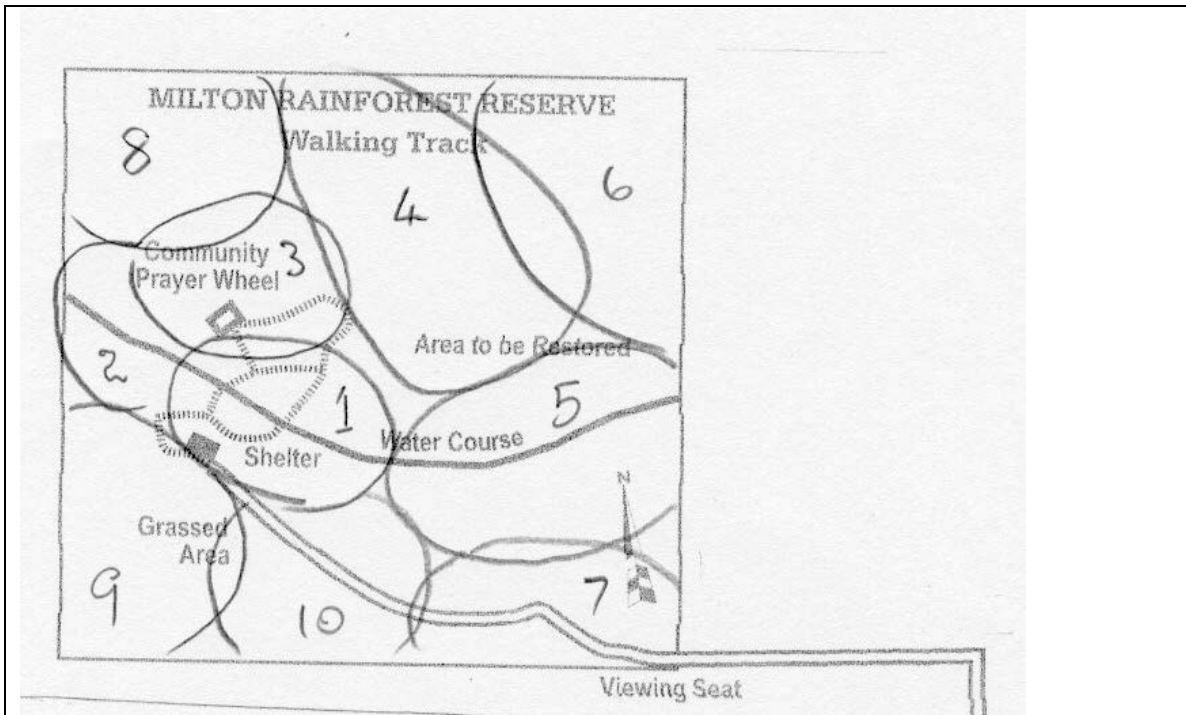 MILTON RAINFOREST RESERVE
Walking Track
8
6
4
Community
Prayer Wheel
3
Area to be Restored
2
1
5
Water Course
Shelter
N
Grassed
Area
9
10
7
Viewing Seat